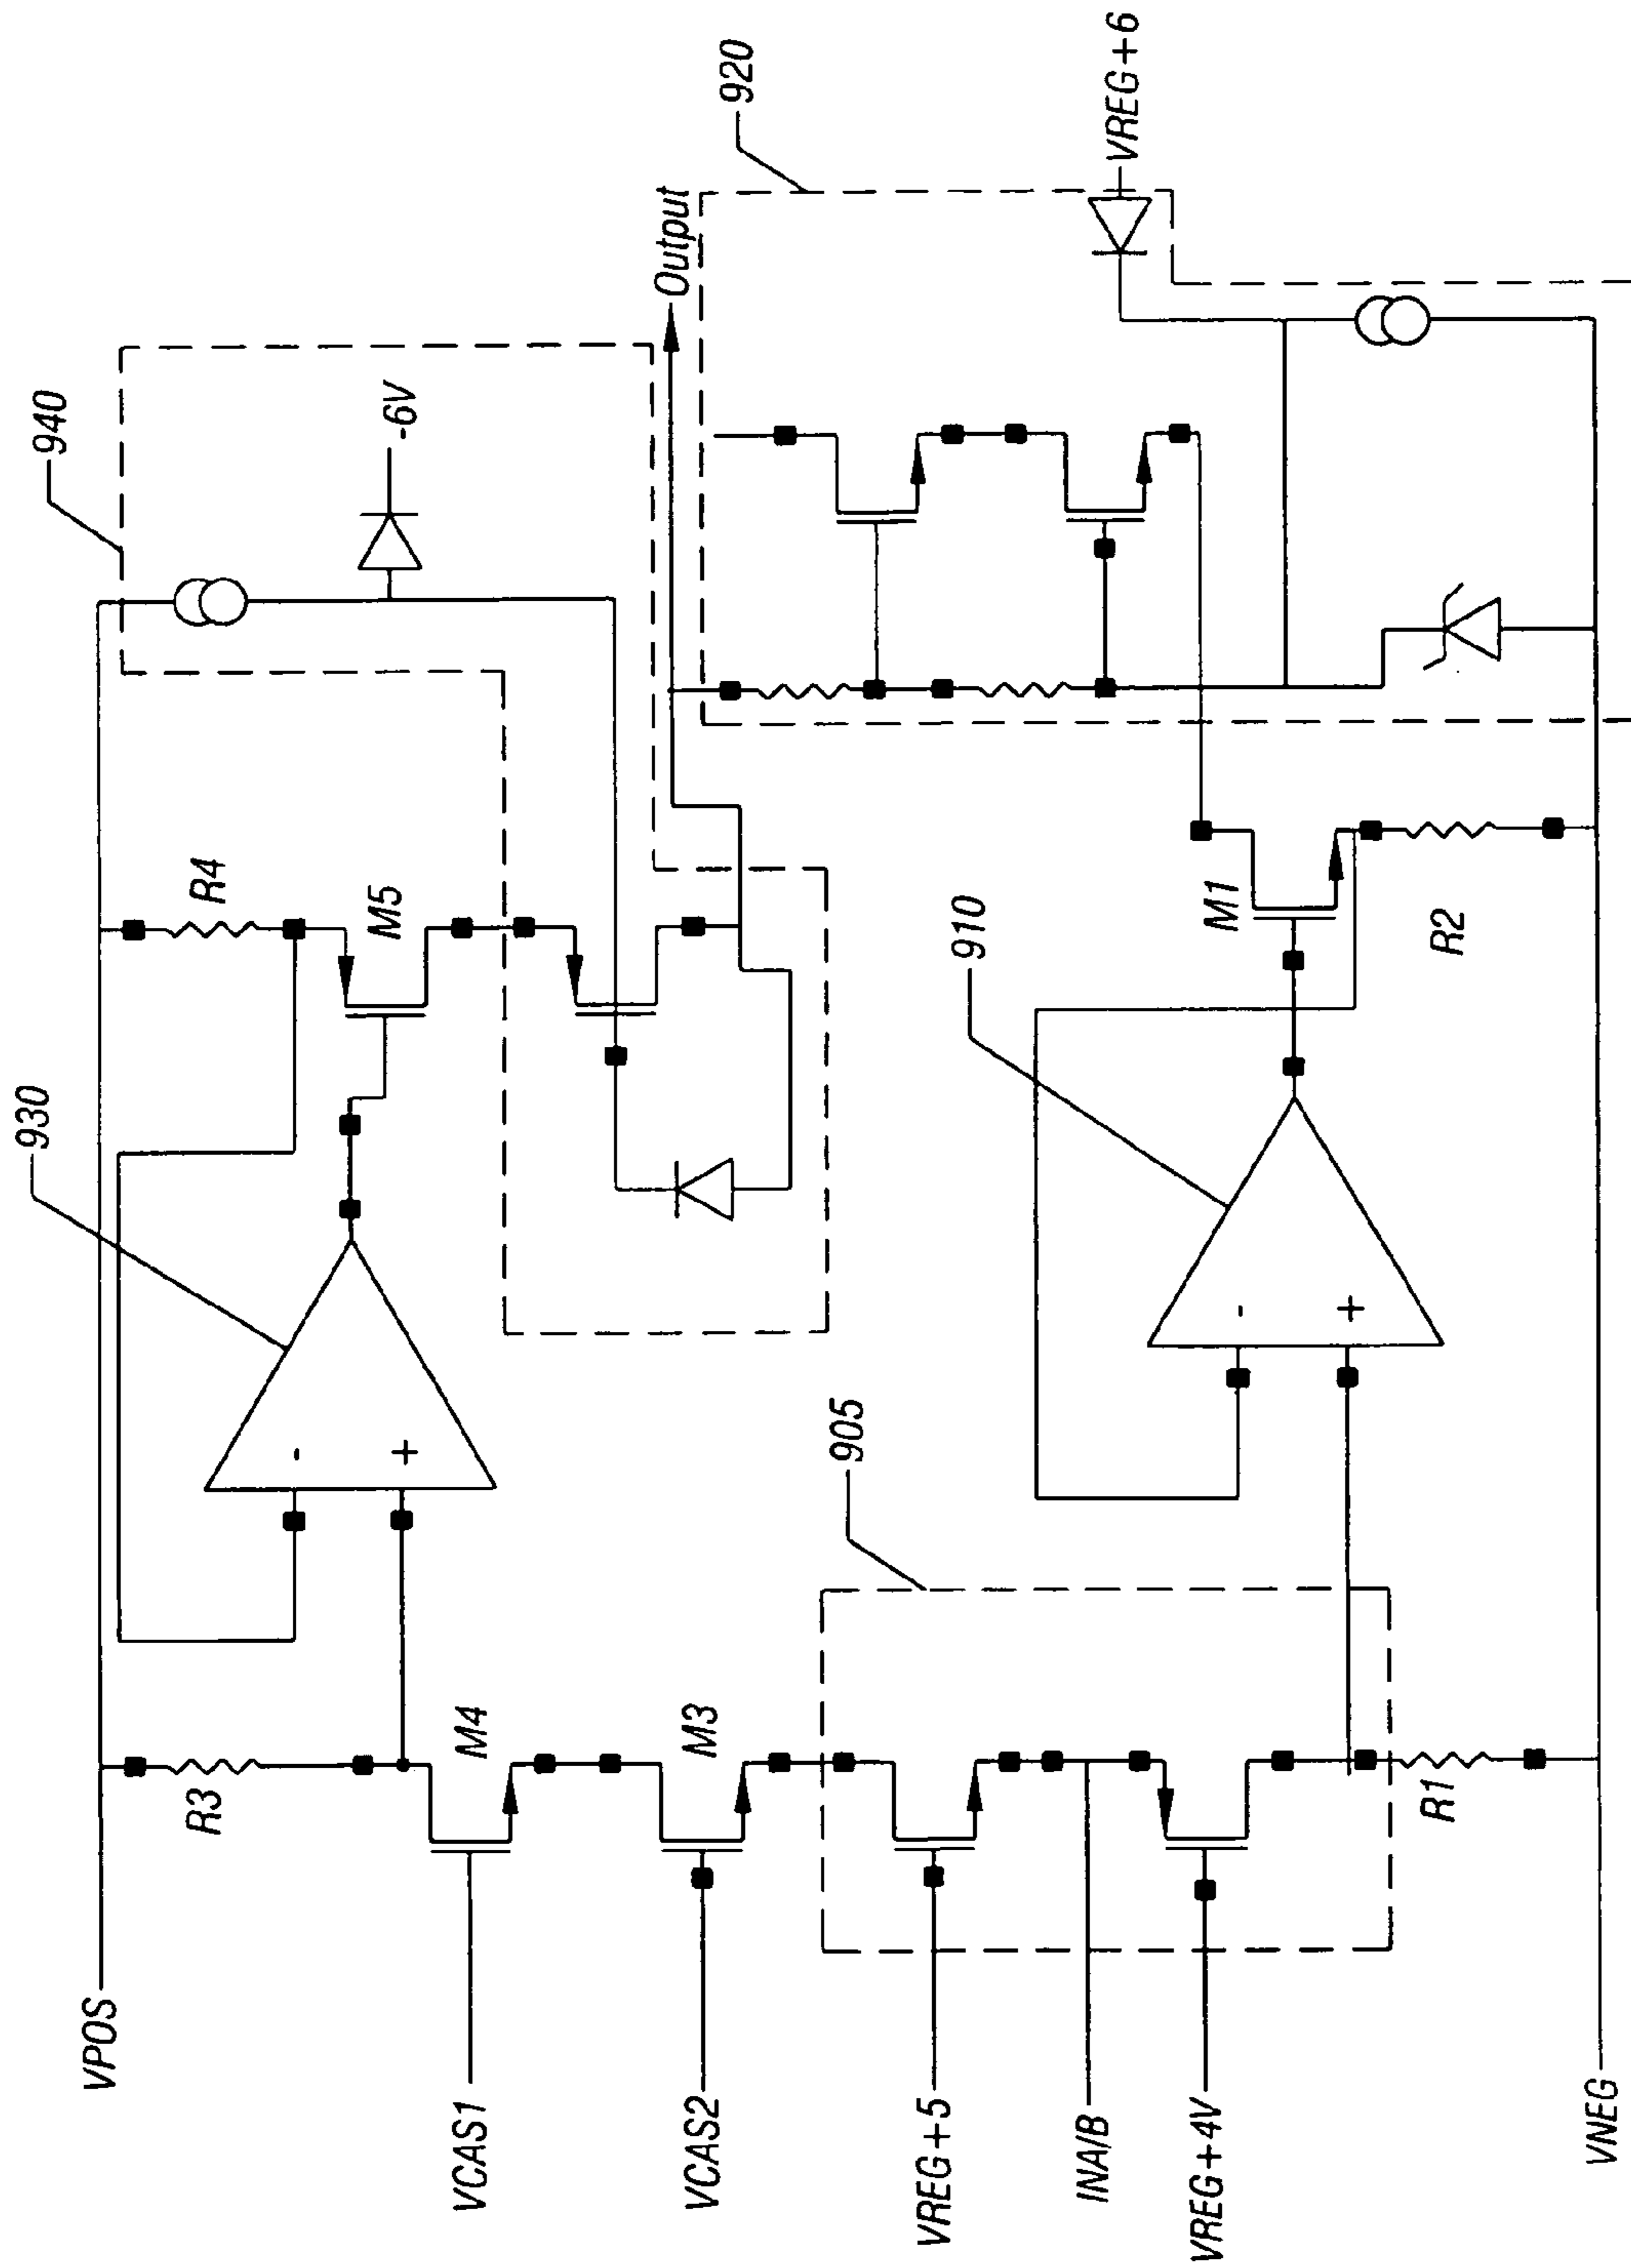 VPOS
VCAS1
VCAS2
VREG+5
INA/B
VREG+4V
VNEG
R3
M4
M3
905
R1
930
-
+
910
-
+
R4
M5
M1
R2
940
-6V
Output
920
VREG+6